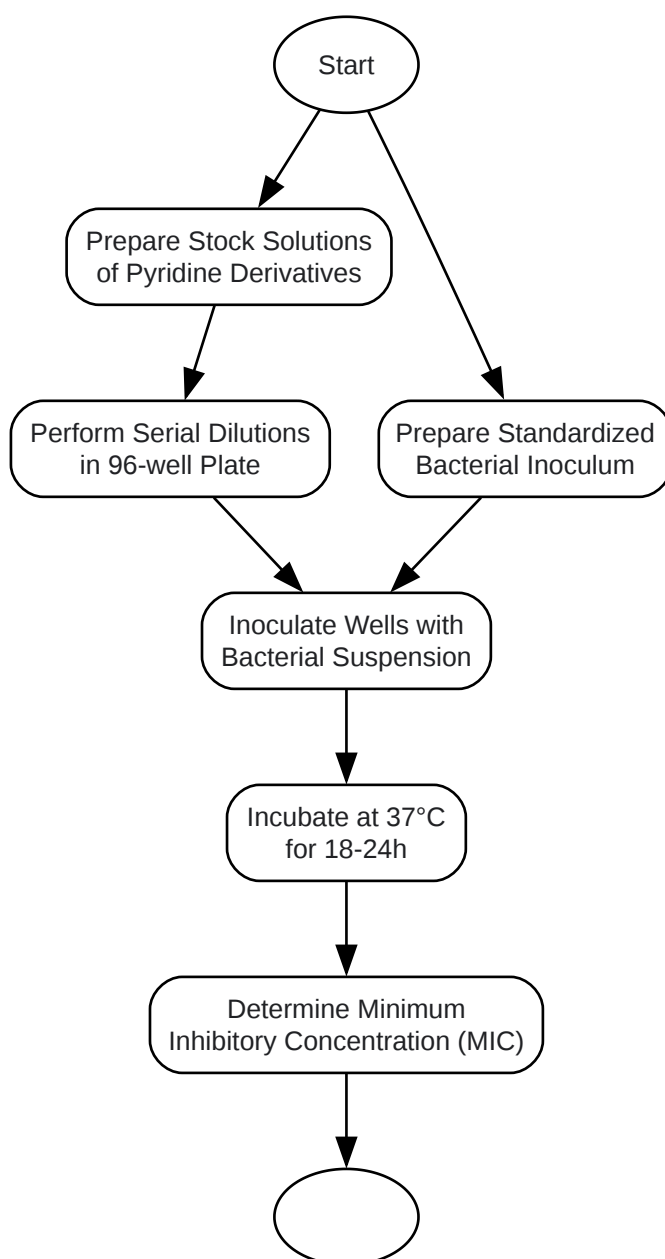 Start
Prepare Stock Solutions
of Pyridine Derivatives
Perform Serial Dilutions
in 96-well Plate
Prepare Standardized
Bacterial Inoculum
Inoculate Wells with
Bacterial Suspension
Incubate at 37°C
for 18-24h
Determine Minimum
Inhibitory Concentration (MIC)